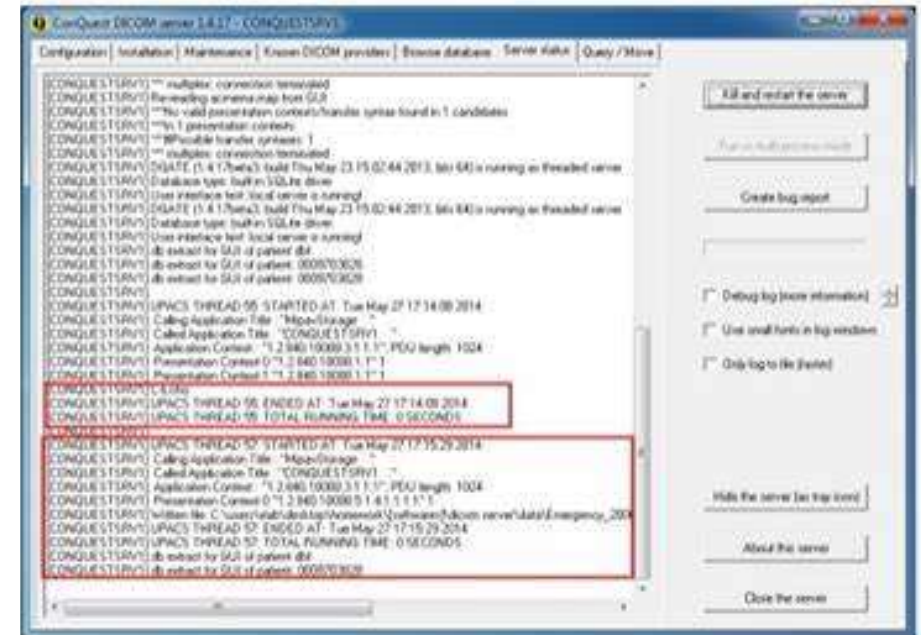 ConQuest DICOM server 1.4.17 - CONQUESTSRV1
Configuration | Installation | Maintenance | Known DICOM providers | Browse database | Server status | Query / Move
[CONQUESTSRV1] *** multiplex: connection terminated
[CONQUESTSRV1] Re-reading acrnema.map from GUI
[CONQUESTSRV1] ***No valid presentation contexts/transfer syntax found in 1 candidates
[CONQUESTSRV1] ***In 1 presentation contexts
[CONQUESTSRV1] ***#Possible transfer syntaxes: 1
[CONQUESTSRV1] *** multiplex: connection terminated
[CONQUESTSRV1] DGATE (1.4.17beta3, build Thu May 23 15:02:44 2013, bits 64) is running as threaded server
[CONQUESTSRV1] Database type: built-in SQLite driver
[CONQUESTSRV1] User interface test: local server is running!
[CONQUESTSRV1] DGATE (1.4.17beta3, build Thu May 23 15:02:44 2013, bits 64) is running as threaded server
[CONQUESTSRV1] Database type: built-in SQLite driver
[CONQUESTSRV1] User interface test: local server is running!
[CONQUESTSRV1] db extract for GUI of patient: dbf
[CONQUESTSRV1] db extract for GUI of patient:
[CONQUESTSRV1] db extract for GUI of patient:
[CONQUESTSRV1]
[CONQUESTSRV1] UPACS THREAD STARTED AT: Tue May 27 17:14:08 2014
[CONQUESTSRV1] Calling Application Title : "MipavStorage "
[CONQUESTSRV1] Called Application Title : "CONQUESTSRV1 "
[CONQUESTSRV1] Application Context : "1.2.840.10008.3.1.1.1", PDU length: 1024
[CONQUESTSRV1] Presentation Context 0 "1.2.840.10008.1.1" 1
[CONQUESTSRV1] Presentation Context 1 "1.2.840.10008.1.1" 1
[CONQUESTSRV1] C-Echo
[CONQUESTSRV1] UPACS THREAD ENDED AT: Tue May 27 17:14:08 2014
[CONQUESTSRV1] UPACS THREAD TOTAL RUNNING TIME: 0 SECONDS
[CONQUESTSRV1]
[CONQUESTSRV1] UPACS THREAD 57: STARTED AT: Tue May 27 17:15:29 2014
[CONQUESTSRV1] Calling Application Title : "MipavStorage "
[CONQUESTSRV1] Called Application Title : "CONQUESTSRV1 "
[CONQUESTSRV1] Application Context : "1.2.840.10008.3.1.1.1", PDU length: 1024
[CONQUESTSRV1] Presentation Context 0 "1.2.840.10008.5.1.4.1.1.1.1" 1
[CONQUESTSRV1] Written file: server\data\Emergency_200
[CONQUESTSRV1] UPACS THREAD 57: ENDED AT: Tue May 27 17:15:29 2014
[CONQUESTSRV1] UPACS THREAD 57: TOTAL RUNNING TIME: 0 SECONDS
[CONQUESTSRV1] db extract for GUI of patient: dbf
[CONQUESTSRV1] db extract for GUI of patient:
Kill and restart the server
Run in multi-process mode
Create bug report
Debug log (more information)
Use small fonts in log windows
Only log to file (faster)
Hide the server (as tray icon)
About this server
Close the server